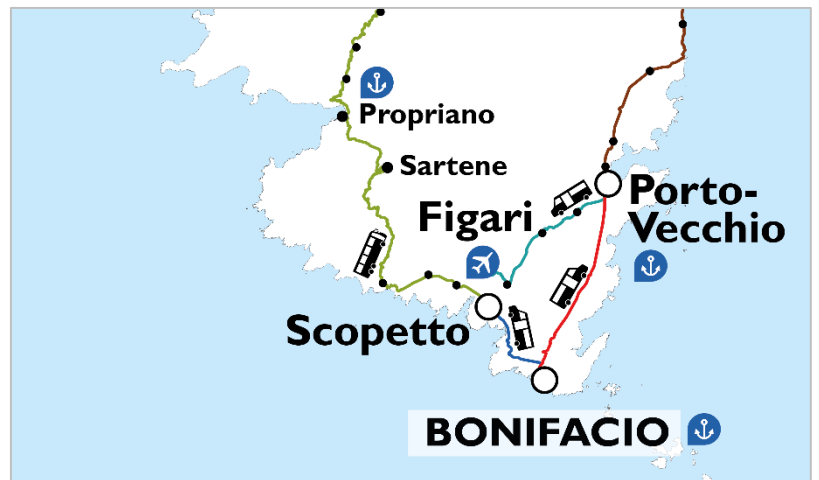 Propriano
Sartene
Figari
Porto-
Vecchio
Scopetto
BONIFACIO